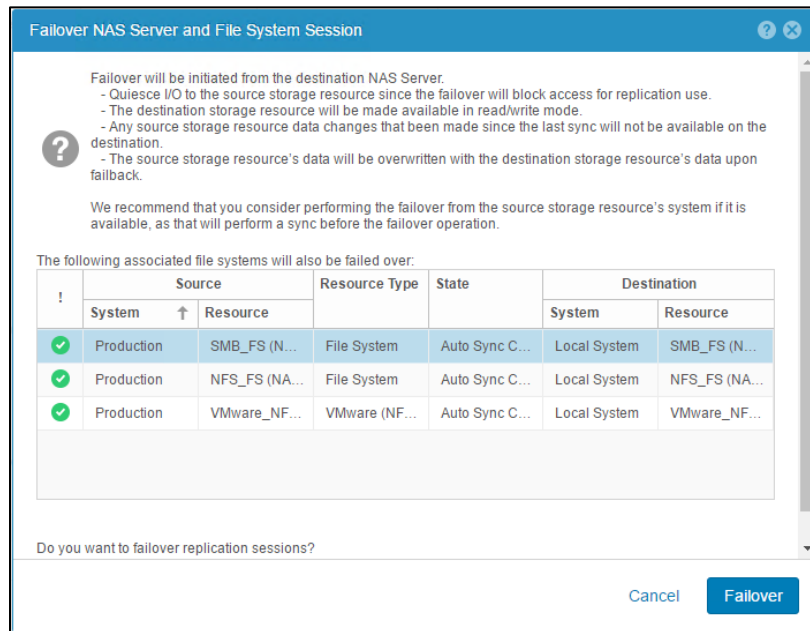 Failover NAS Server and File System Session
Failover will be initiated from the destination NAS Server.
- Quiesce I/O to the source storage resource since the failover will block access for replication use.
- The destination storage resource will be made available in read/write mode.
- Any source storage resource data changes that been made since the last sync will not be available on the
destination.
- The source storage resource's data will be overwritten with the destination storage resource's data upon
failback.
We recommend that you consider performing the failover from the source storage resource's system if it is
available, as that will perform a sync before the failover operation.
The following associated file systems will also be failed over:
! Source Resource Type State Destination
System Resource System Resource
Production SMB_FS (N... File System Auto Sync C... Local System SMB_FS (N...
Production NFS_FS (NA... File System Auto Sync C... Local System NFS_FS (NA...
Production VMware_NF... VMware (NF... Auto Sync C... Local System VMware_NF...
Do you want to failover replication sessions?
Cancel Failover